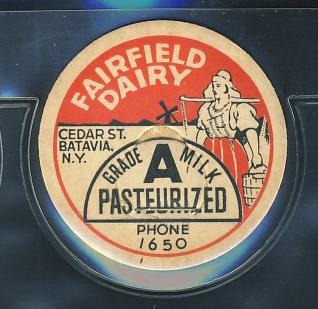 FAIRFIELD
DAIRY
CEDAR ST.
BATAVIA,
N.Y.
GRADE A MILK
PASTEURIZED
PHONE
1650